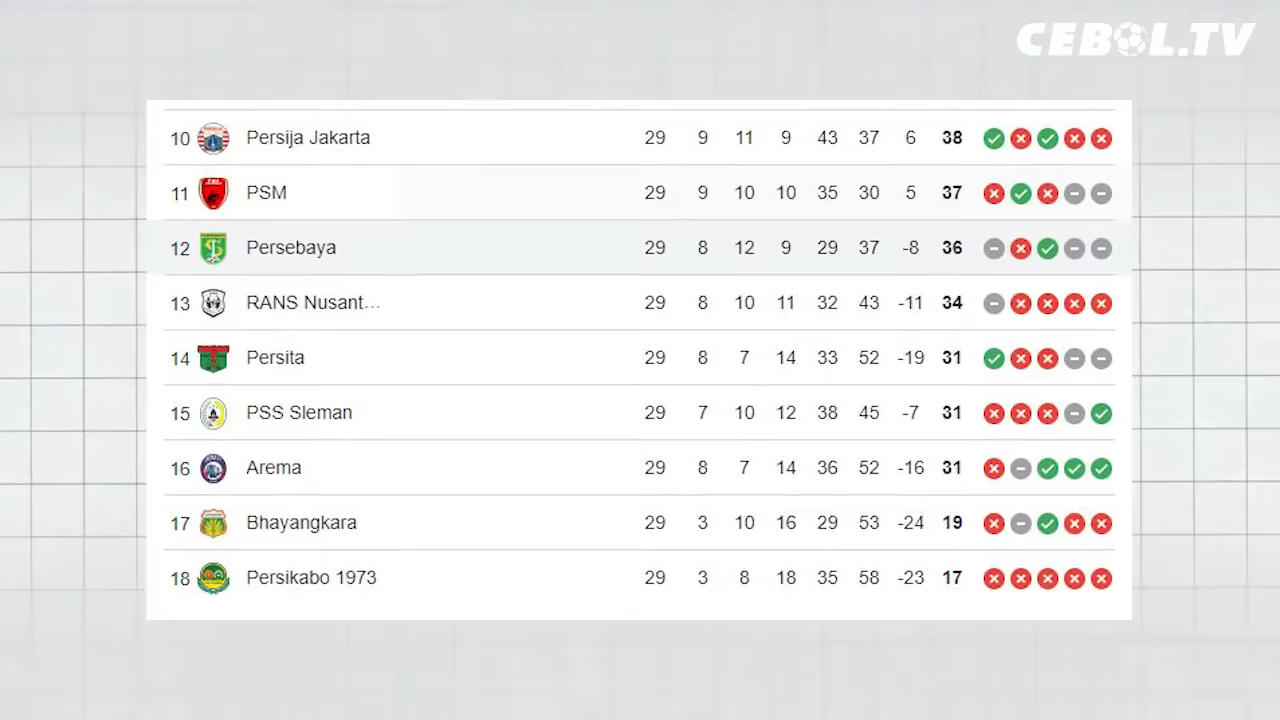 CEBOL.TV
10 Persija Jakarta 29 9 11 9 43 37 6 38
11 PSM 29 9 10 10 35 30 5 37
12 Persebaya 29 8 12 9 29 37 -8 36
13 RANS Nusant... 29 8 10 11 32 43 -11 34
14 Persita 29 8 7 14 33 52 -19 31
15 PSS Sleman 29 7 10 12 38 45 -7 31
16 Arema 29 8 7 14 36 52 -16 31
17 Bhayangkara 29 3 10 16 29 53 -24 19
18 Persikabo 1973 29 3 8 18 35 58 -23 17